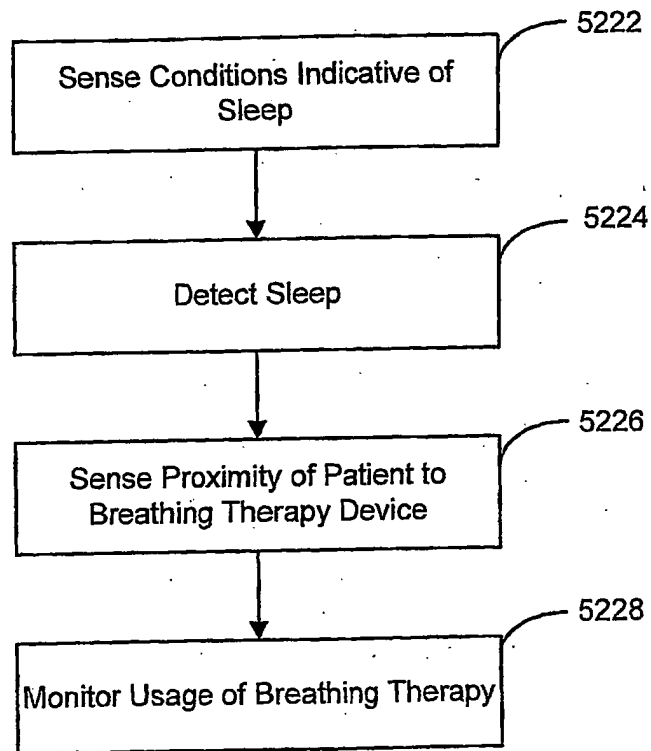 5222
Sense Conditions Indicative of
Sleep
5224
Detect Sleep
5226
Sense Proximity of Patient to
Breathing Therapy Device
5228
Monitor Usage of Breathing Therapy